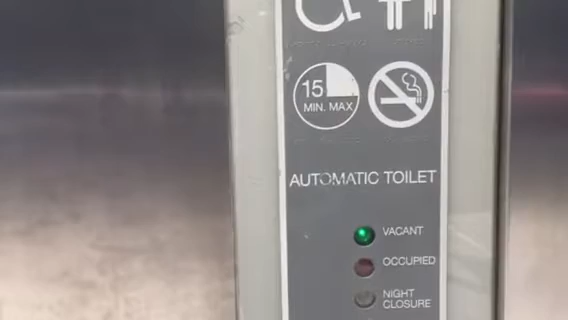 15
MIN. MAX
AUTOMATIC TOILET
VACANT
OCCUPIED
NIGHT
CLOSURE